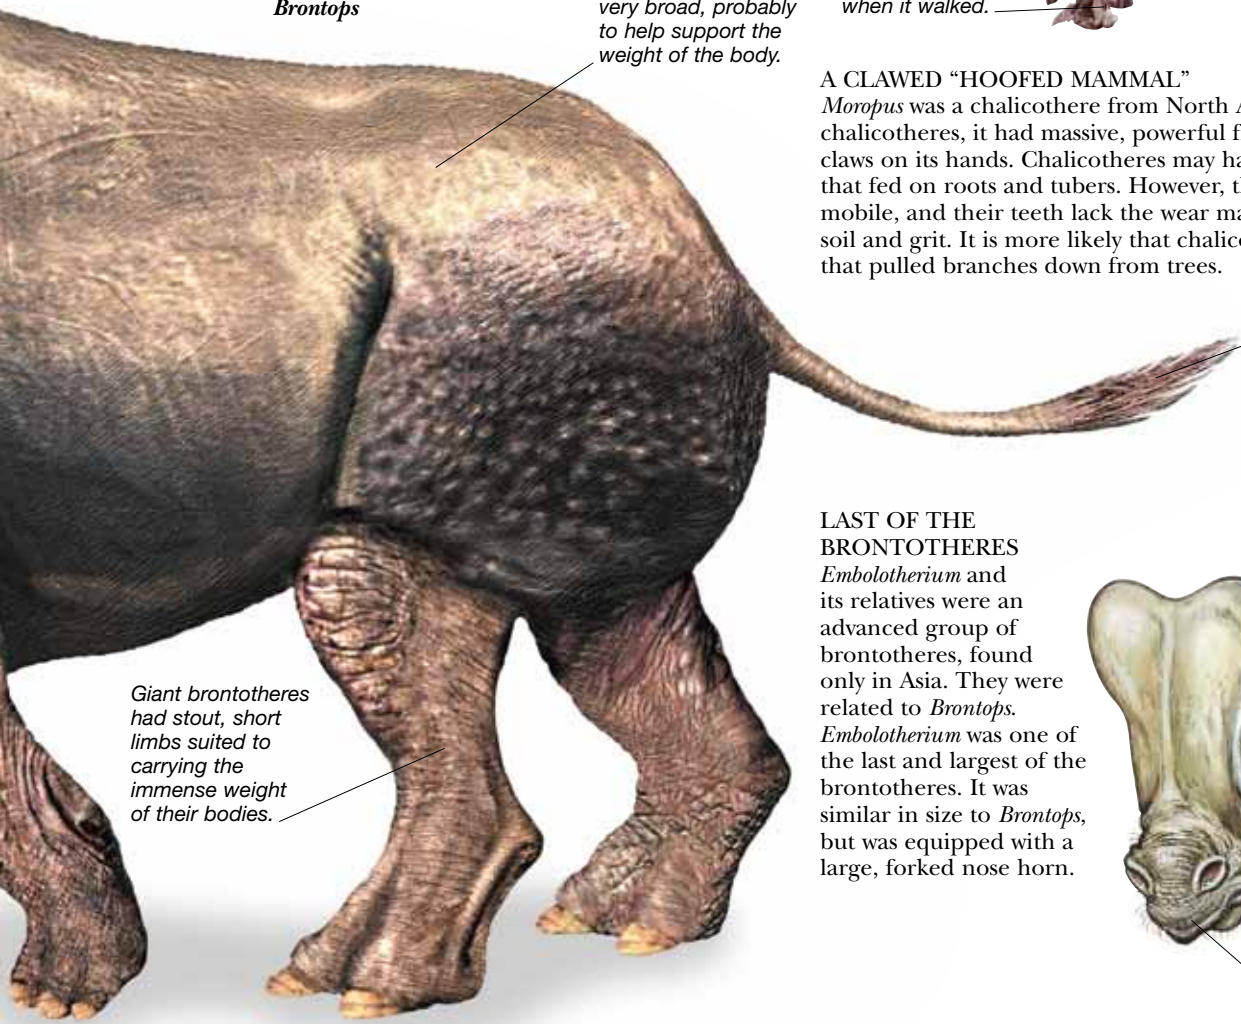 Brontops
very broad, probably
to help support the
weight of the body.
when it walked.
A CLAWED “HOOFED MAMMAL”
Moropus was a chalicothere from North
chalicotheres, it had massive, powerful
claws on its hands. Chalicotheres may
that fed on roots and tubers. However,
mobile, and their teeth lack the wear
soil and grit. It is more likely that
that pulled branches down from trees.
LAST OF THE
BRONTOTHERES
Embolotherium and
its relatives were an
advanced group of
brontotheres, found
only in Asia. They were
related to Brontops.
Embolotherium was one of
the last and largest of the
brontotheres. It was
similar in size to Brontops,
but was equipped with a
large, forked nose horn.
Giant brontotheres
had stout, short
limbs suited to
carrying the
immense weight
of their bodies.